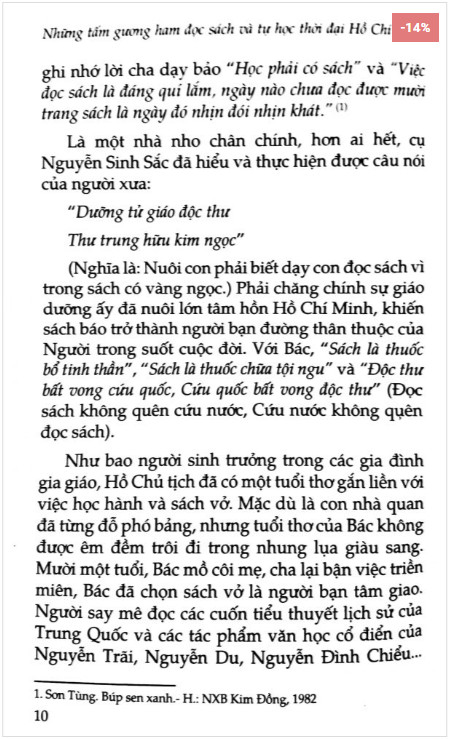 Những tấm gương ham đọc sách và tự học thời đại Hồ Chí
-14%
ghi nhớ lời cha dạy bảo “Học phải có sách” và “Việc
đọc sách là đáng quí lắm, ngày nào chưa đọc được mười
trang sách là ngày đó nhịn đói nhịn khát.” (1)
Là một nhà nho chân chính, hơn ai hết, cụ
Nguyễn Sinh Sắc đã hiểu và thực hiện được câu nói
của người xưa:
“Dưỡng tử giáo độc thư
Thư trung hữu kim ngọc”
(Nghĩa là: Nuôi con phải biết dạy con đọc sách vì
trong sách có vàng ngọc.) Phải chăng chính sự giáo
dưỡng ấy đã nuôi lớn tâm hồn Hồ Chí Minh, khiến
sách báo trở thành người bạn đường thân thuộc của
Người trong suốt cuộc đời. Với Bác, “Sách là thuốc
bổ tinh thần”, “Sách là thuốc chữa tội ngu” và “Độc thư
bất vong cứu quốc, Cứu quốc bất vong độc thư” (Đọc
sách không quên cứu nước, Cứu nước không quên
đọc sách).
Như bao người sinh trưởng trong các gia đình
gia giáo, Hồ Chủ tịch đã có một tuổi thơ gắn liền với
việc học hành và sách vở. Mặc dù là con nhà quan
đã từng đỗ phó bảng, nhưng tuổi thơ của Bác không
được êm đềm trôi đi trong nhung lụa giàu sang.
Mười một tuổi, Bác mồ côi mẹ, cha lại bận việc triền
miên, Bác đã chọn sách vở là người bạn tâm giao.
Người say mê đọc các cuốn tiểu thuyết lịch sử của
Trung Quốc và các tác phẩm văn học cổ điển của
Nguyễn Trãi, Nguyễn Du, Nguyễn Đình Chiểu...
1. Sơn Tùng. Búp sen xanh.- H.: NXB Kim Đồng, 1982
10